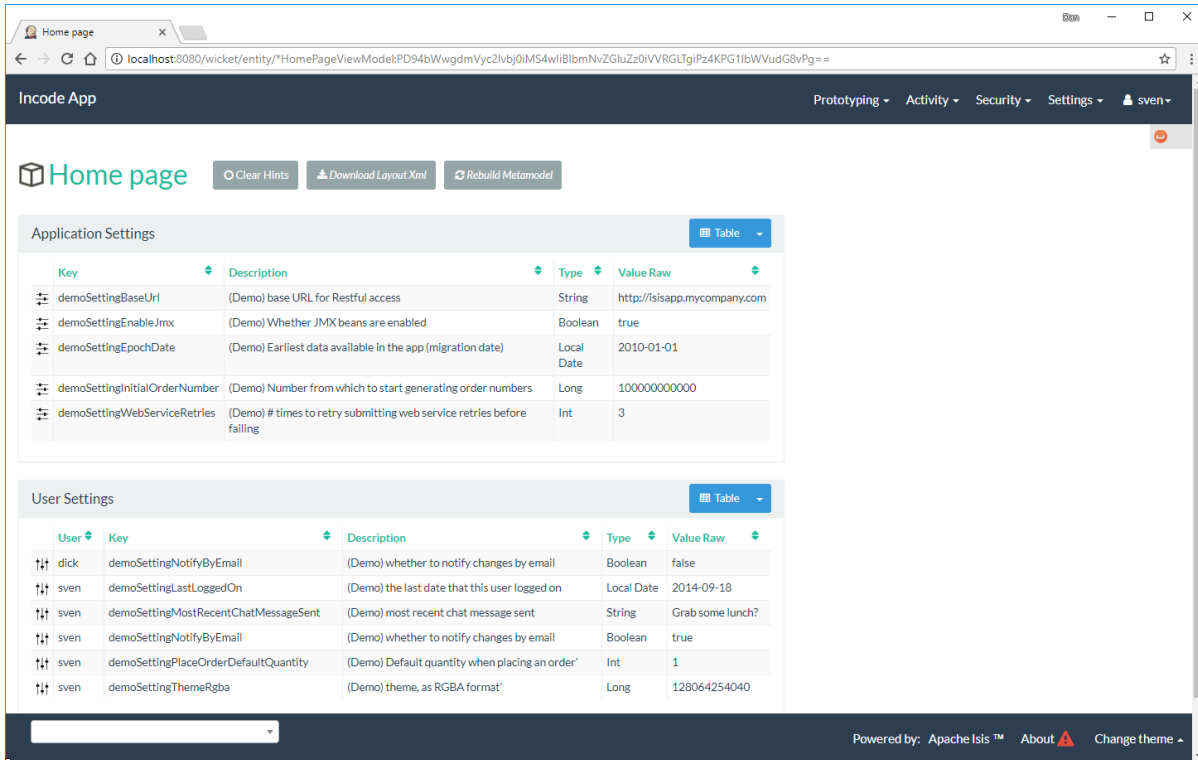 Dan
Home page
localhost:8080/wicket/entity/*HomePageViewModel:PD94bWwgdmVyc2lvbj0iMS4wIiBlbmNvZGluZz0iVVRGLTgiPz4KPG1lbWVudG8vPg==
Incode App Prototyping Activity Security Settings sven
Home page Clear Hints Download Layout Xml Rebuild Metamodel
Application Settings Table
Key Description Type Value Raw
demoSettingBaseUrl (Demo) base URL for Restful access String http://isisapp.mycompany.com
demoSettingEnableJmx (Demo) Whether JMX beans are enabled Boolean true
demoSettingEpochDate (Demo) Earliest data available in the app (migration date) Local 2010-01-01
Date
demoSettingInitialOrderNumber (Demo) Number from which to start generating order numbers Long 100000000000
demoSettingWebServiceRetries (Demo) # times to retry submitting web service retries before Int 3
failing
User Settings Table
User Key Description Type Value Raw
dick demoSettingNotifyByEmail (Demo) whether to notify changes by email Boolean false
sven demoSettingLastLoggedOn (Demo) the last date that this user logged on Local Date 2014-09-18
sven demoSettingMostRecentChatMessageSent (Demo) most recent chat message sent String Grab some lunch?
sven demoSettingNotifyByEmail (Demo) whether to notify changes by email Boolean true
sven demoSettingPlaceOrderDefaultQuantity (Demo) Default quantity when placing an order' Int 1
sven demoSettingThemeRgba (Demo) theme, as RGBA format' Long 128064254040
Powered by: Apache Isis ™ About Change theme